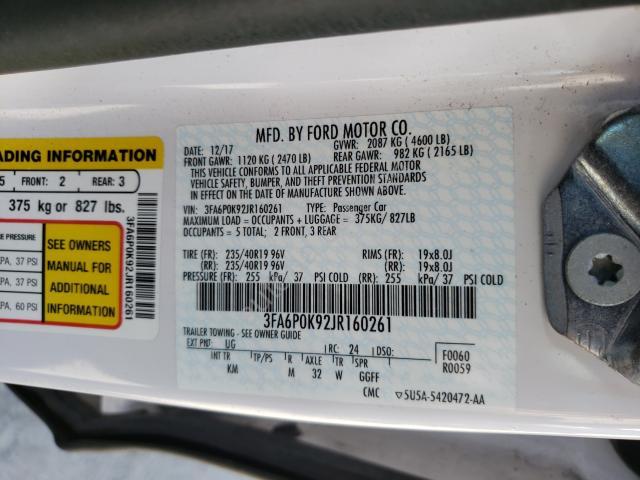 ADING INFORMATION
5 FRONT: 2 REAR: 3
375 kg or 827 lbs.
E PRESSURE
PA, 37 PSI
PA, 37 PSI
PA, 60 PSI
SEE OWNERS
MANUAL FOR
ADDITIONAL
INFORMATION
3FA6P0K92JR160261
MFD. BY FORD MOTOR CO.
DATE: 12/17 GVWR: 2087 KG ( 4600 LB)
FRONT GAWR: 1120 KG ( 2470 LB) REAR GAWR: 982 KG ( 2165 LB)
THIS VEHICLE CONFORMS TO ALL APPLICABLE FEDERAL MOTOR
VEHICLE SAFETY, BUMPER, AND THEFT PREVENTION STANDARDS
IN EFFECT ON THE DATE OF MANUFACTURE SHOWN ABOVE.
VIN: 3FA6P0K92JR160261 TYPE: Passenger Car
MAXIMUM LOAD = OCCUPANTS + LUGGAGE = 375KG/ 827LB
OCCUPANTS = 5 TOTAL; 2 FRONT, 3 REAR
TIRE (FR): 235/40R19 96V RIMS (FR): 19x8.0J
(RR): 235/40R19 96V (RR): 19x8.0J
PRESSURE (FR): 255 kPa/ 37 PSI COLD (RR): 255 kPa/ 37 PSI COLD
3FA6P0K92JR160261
TRAILER TOWING - SEE OWNER GUIDE
EXT PNT: UG RC: 24 DSO: F0060
INT TR TP/PS R AXLE TR SPR R0059
KM M 32 W GGFF
CMC 5U5A-5420472-AA